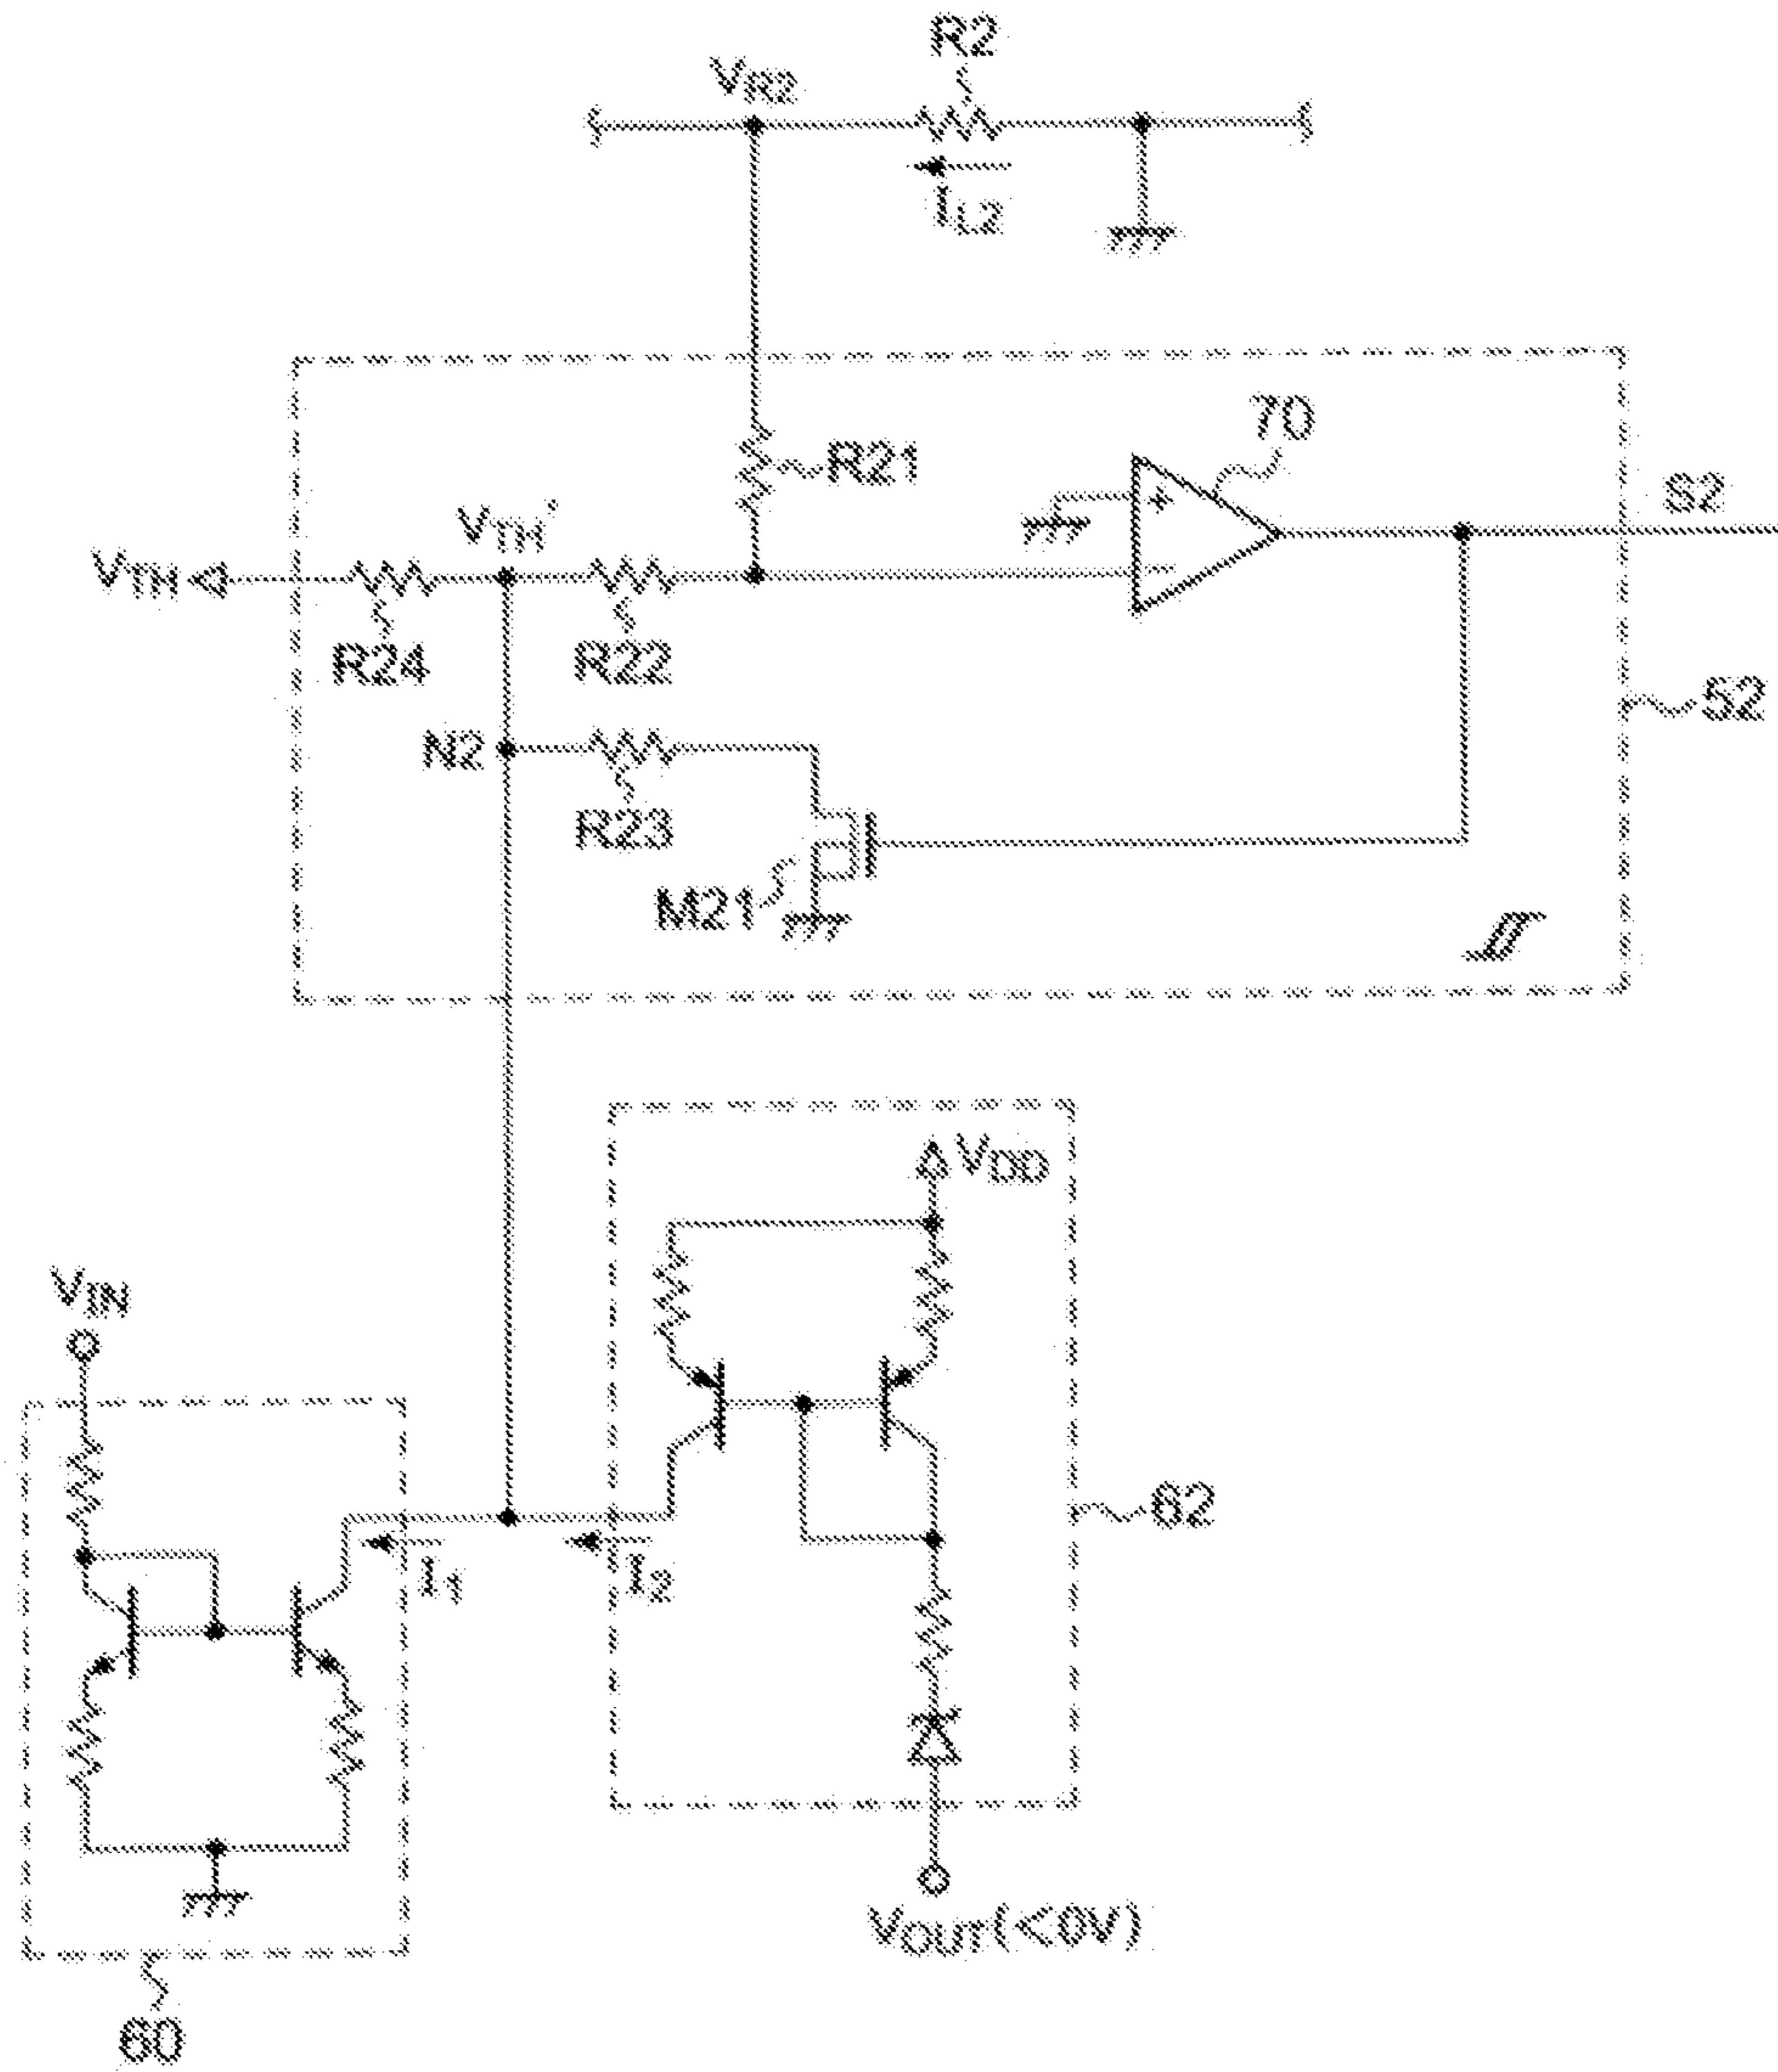 R2
VR2
IL2
70
R21
S2
VTH'
VTH
+
−
R24
R22
52
N2
R23
M21
VDD
VIN
62
I1
I2
VOUT(<0V)
60